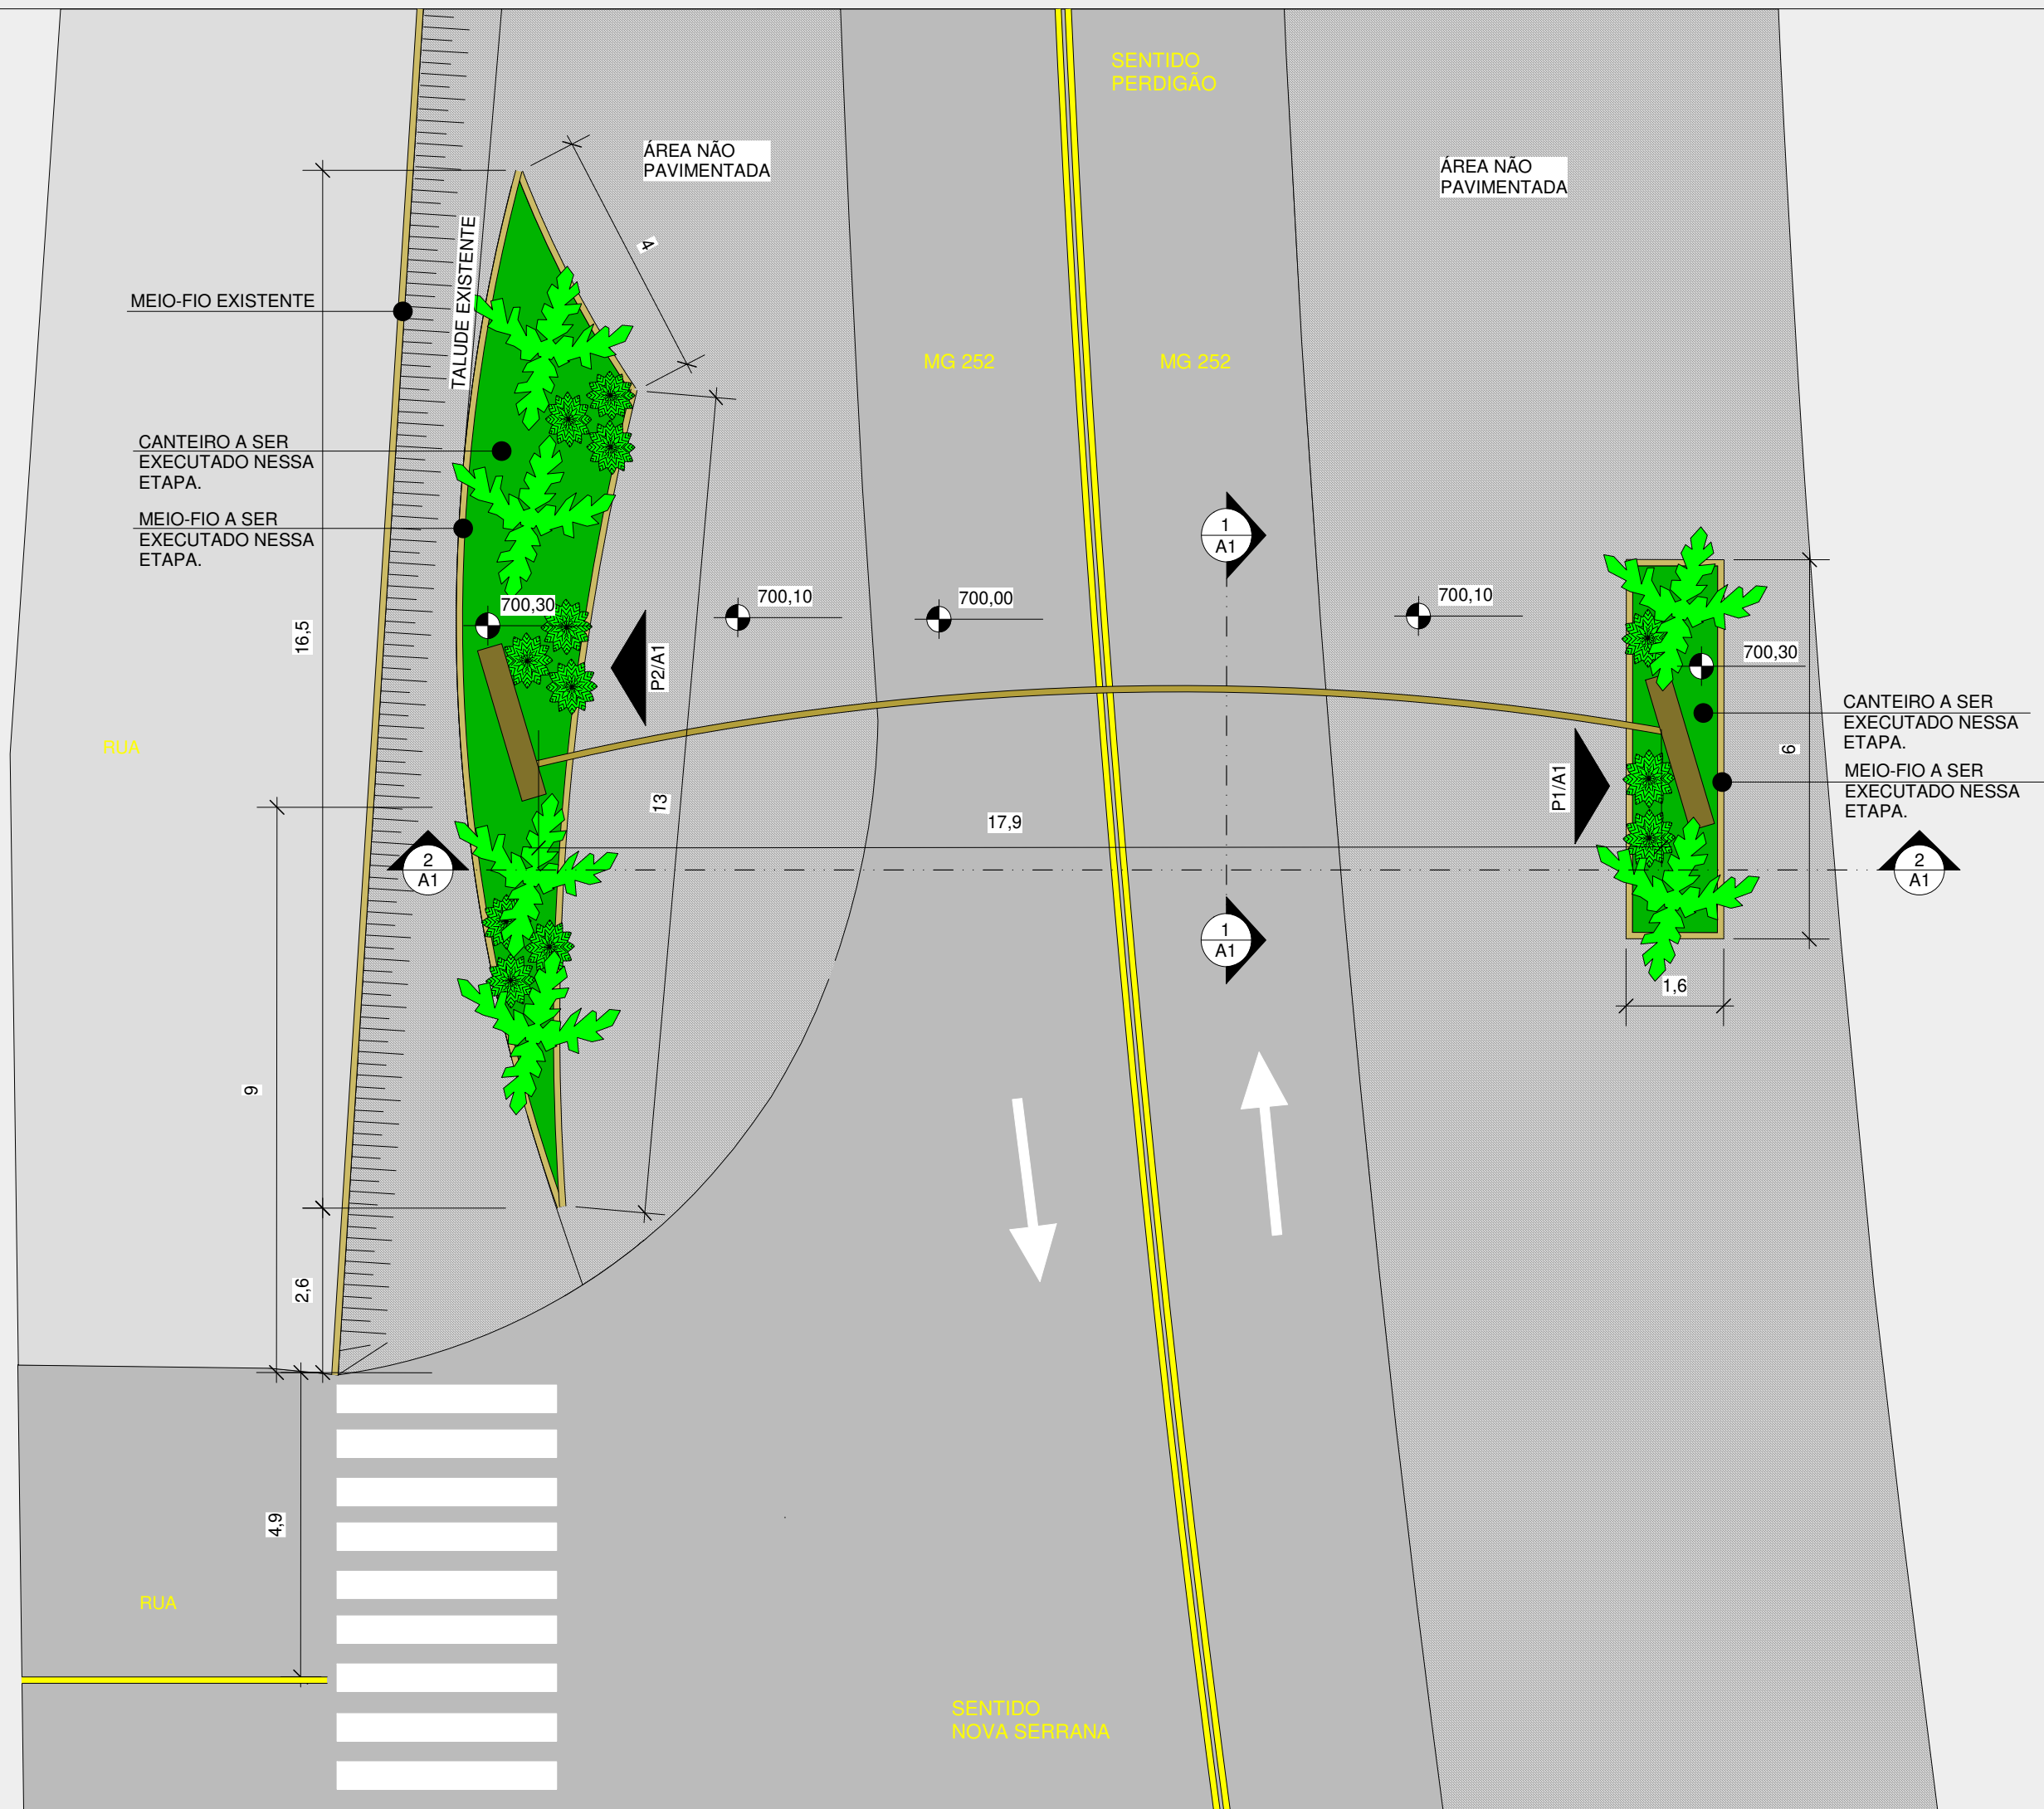 SENTIDO
PERDIGÃO
ÁREA NÃO
PAVIMENTADA
ÁREA NÃO
PAVIMENTADA
4
MEIO-FIO EXISTENTE
TALUDE EXISTENTE
MG 252
MG 252
CANTEIRO A SER
EXECUTADO NESSA
ETAPA.
MEIO-FIO A SER
EXECUTADO NESSA
ETAPA.
1
A1
700,30
700,10
700,00
700,10
16,5
P2/A1
700,30
CANTEIRO A SER
EXECUTADO NESSA
ETAPA.
RUA
6
MEIO-FIO A SER
EXECUTADO NESSA
ETAPA.
P1/A1
13
17,9
2
A1
2
A1
1
A1
1,6
9
2,6
4,9
RUA
SENTIDO
NOVA SERRANA